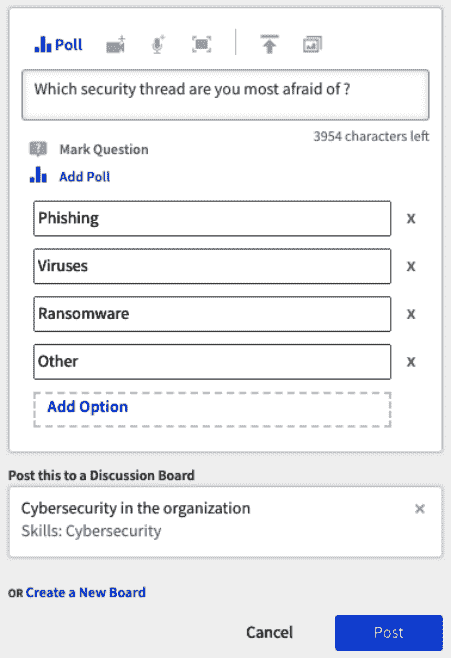 Poll
Which security thread are you most afraid of ?
3954 characters left
Mark Question
Add Poll
Phishing x
Viruses x
Ransomware x
Other x
Add Option
Post this to a Discussion Board
Cybersecurity in the organization ×
Skills: Cybersecurity
OR Create a New Board
Cancel Post